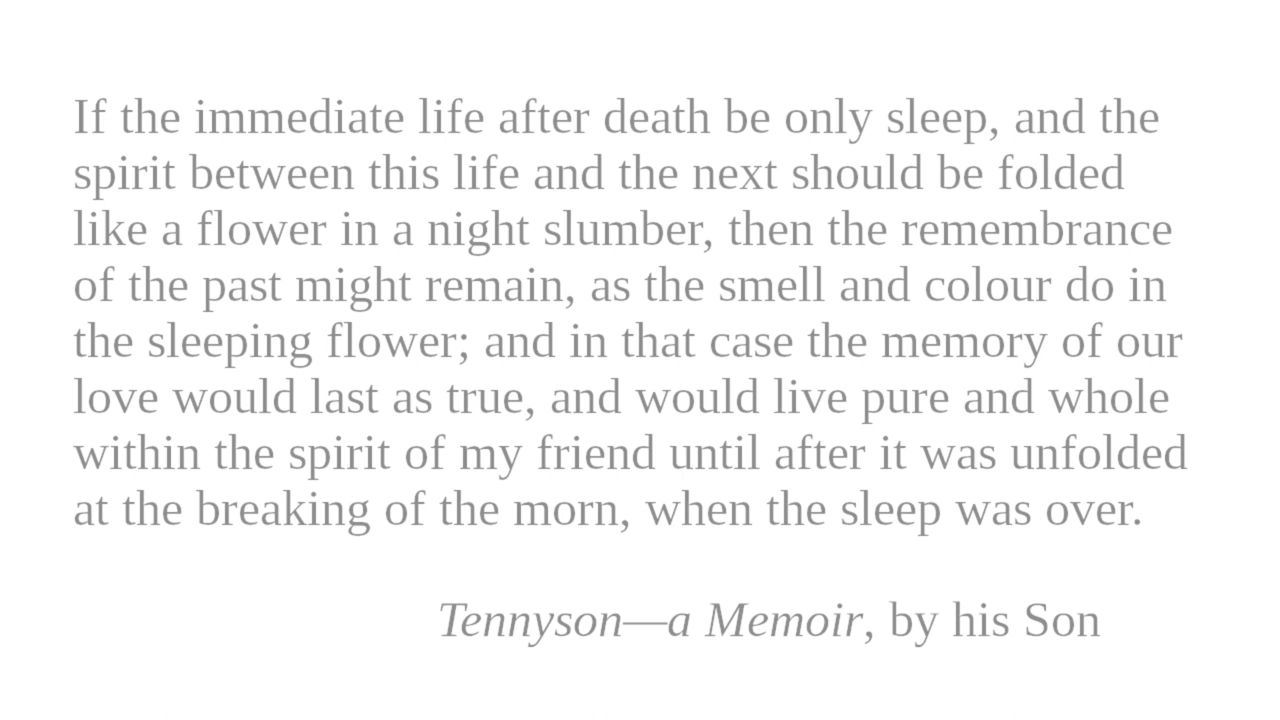 If the immediate life after death be only sleep, and the
spirit between this life and the next should be folded
like a flower in a night slumber, then the remembrance
of the past might remain, as the smell and colour do in
the sleeping flower; and in that case the memory of our
love would last as true, and would live pure and whole
within the spirit of my friend until after it was unfolded
at the breaking of the morn, when the sleep was over.
Tennyson—a Memoir, by his Son